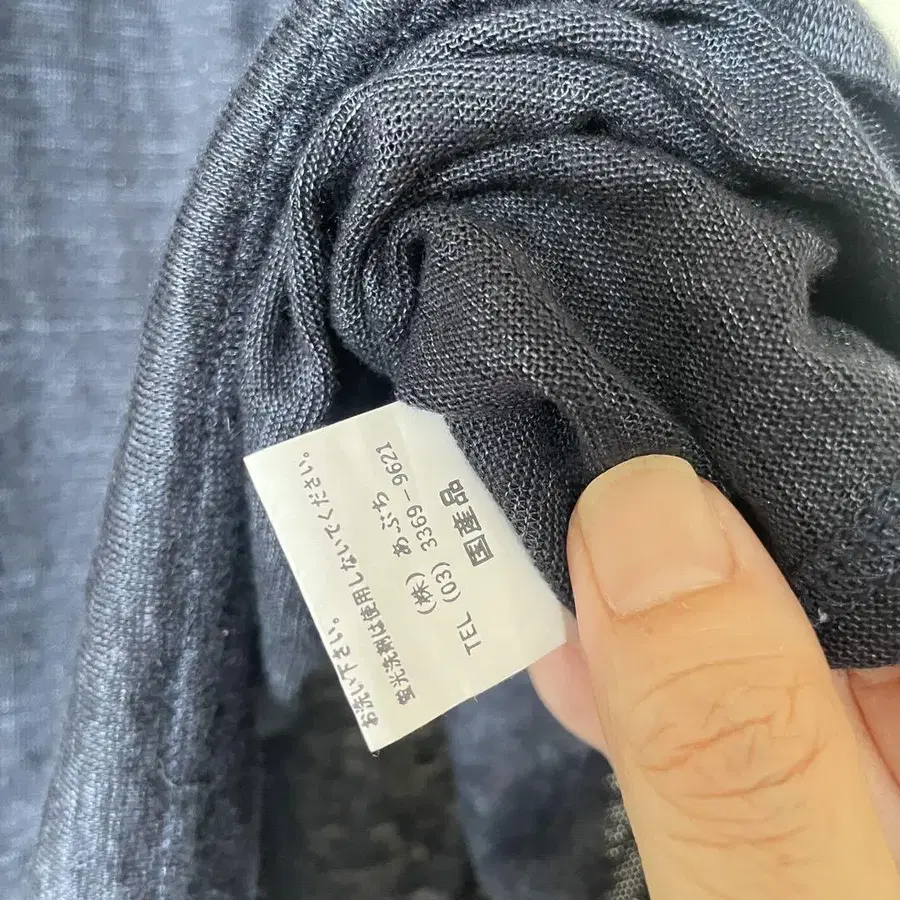 お洗い下さい。
蛍光洗剤は使用しないでください。
(株) あぶち
TEL (03) 3369-9621
国産品